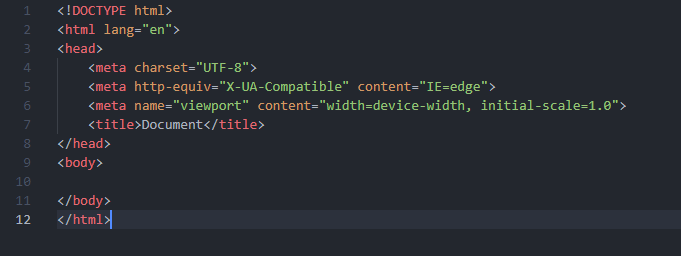 1 <!DOCTYPE html>
2 <html lang="en">
3 <head>
4     <meta charset="UTF-8">
5     <meta http-equiv="X-UA-Compatible" content="IE=edge">
6     <meta name="viewport" content="width=device-width, initial-scale=1.0">
7     <title>Document</title>
8 </head>
9 <body>
10
11 </body>
12 </html>